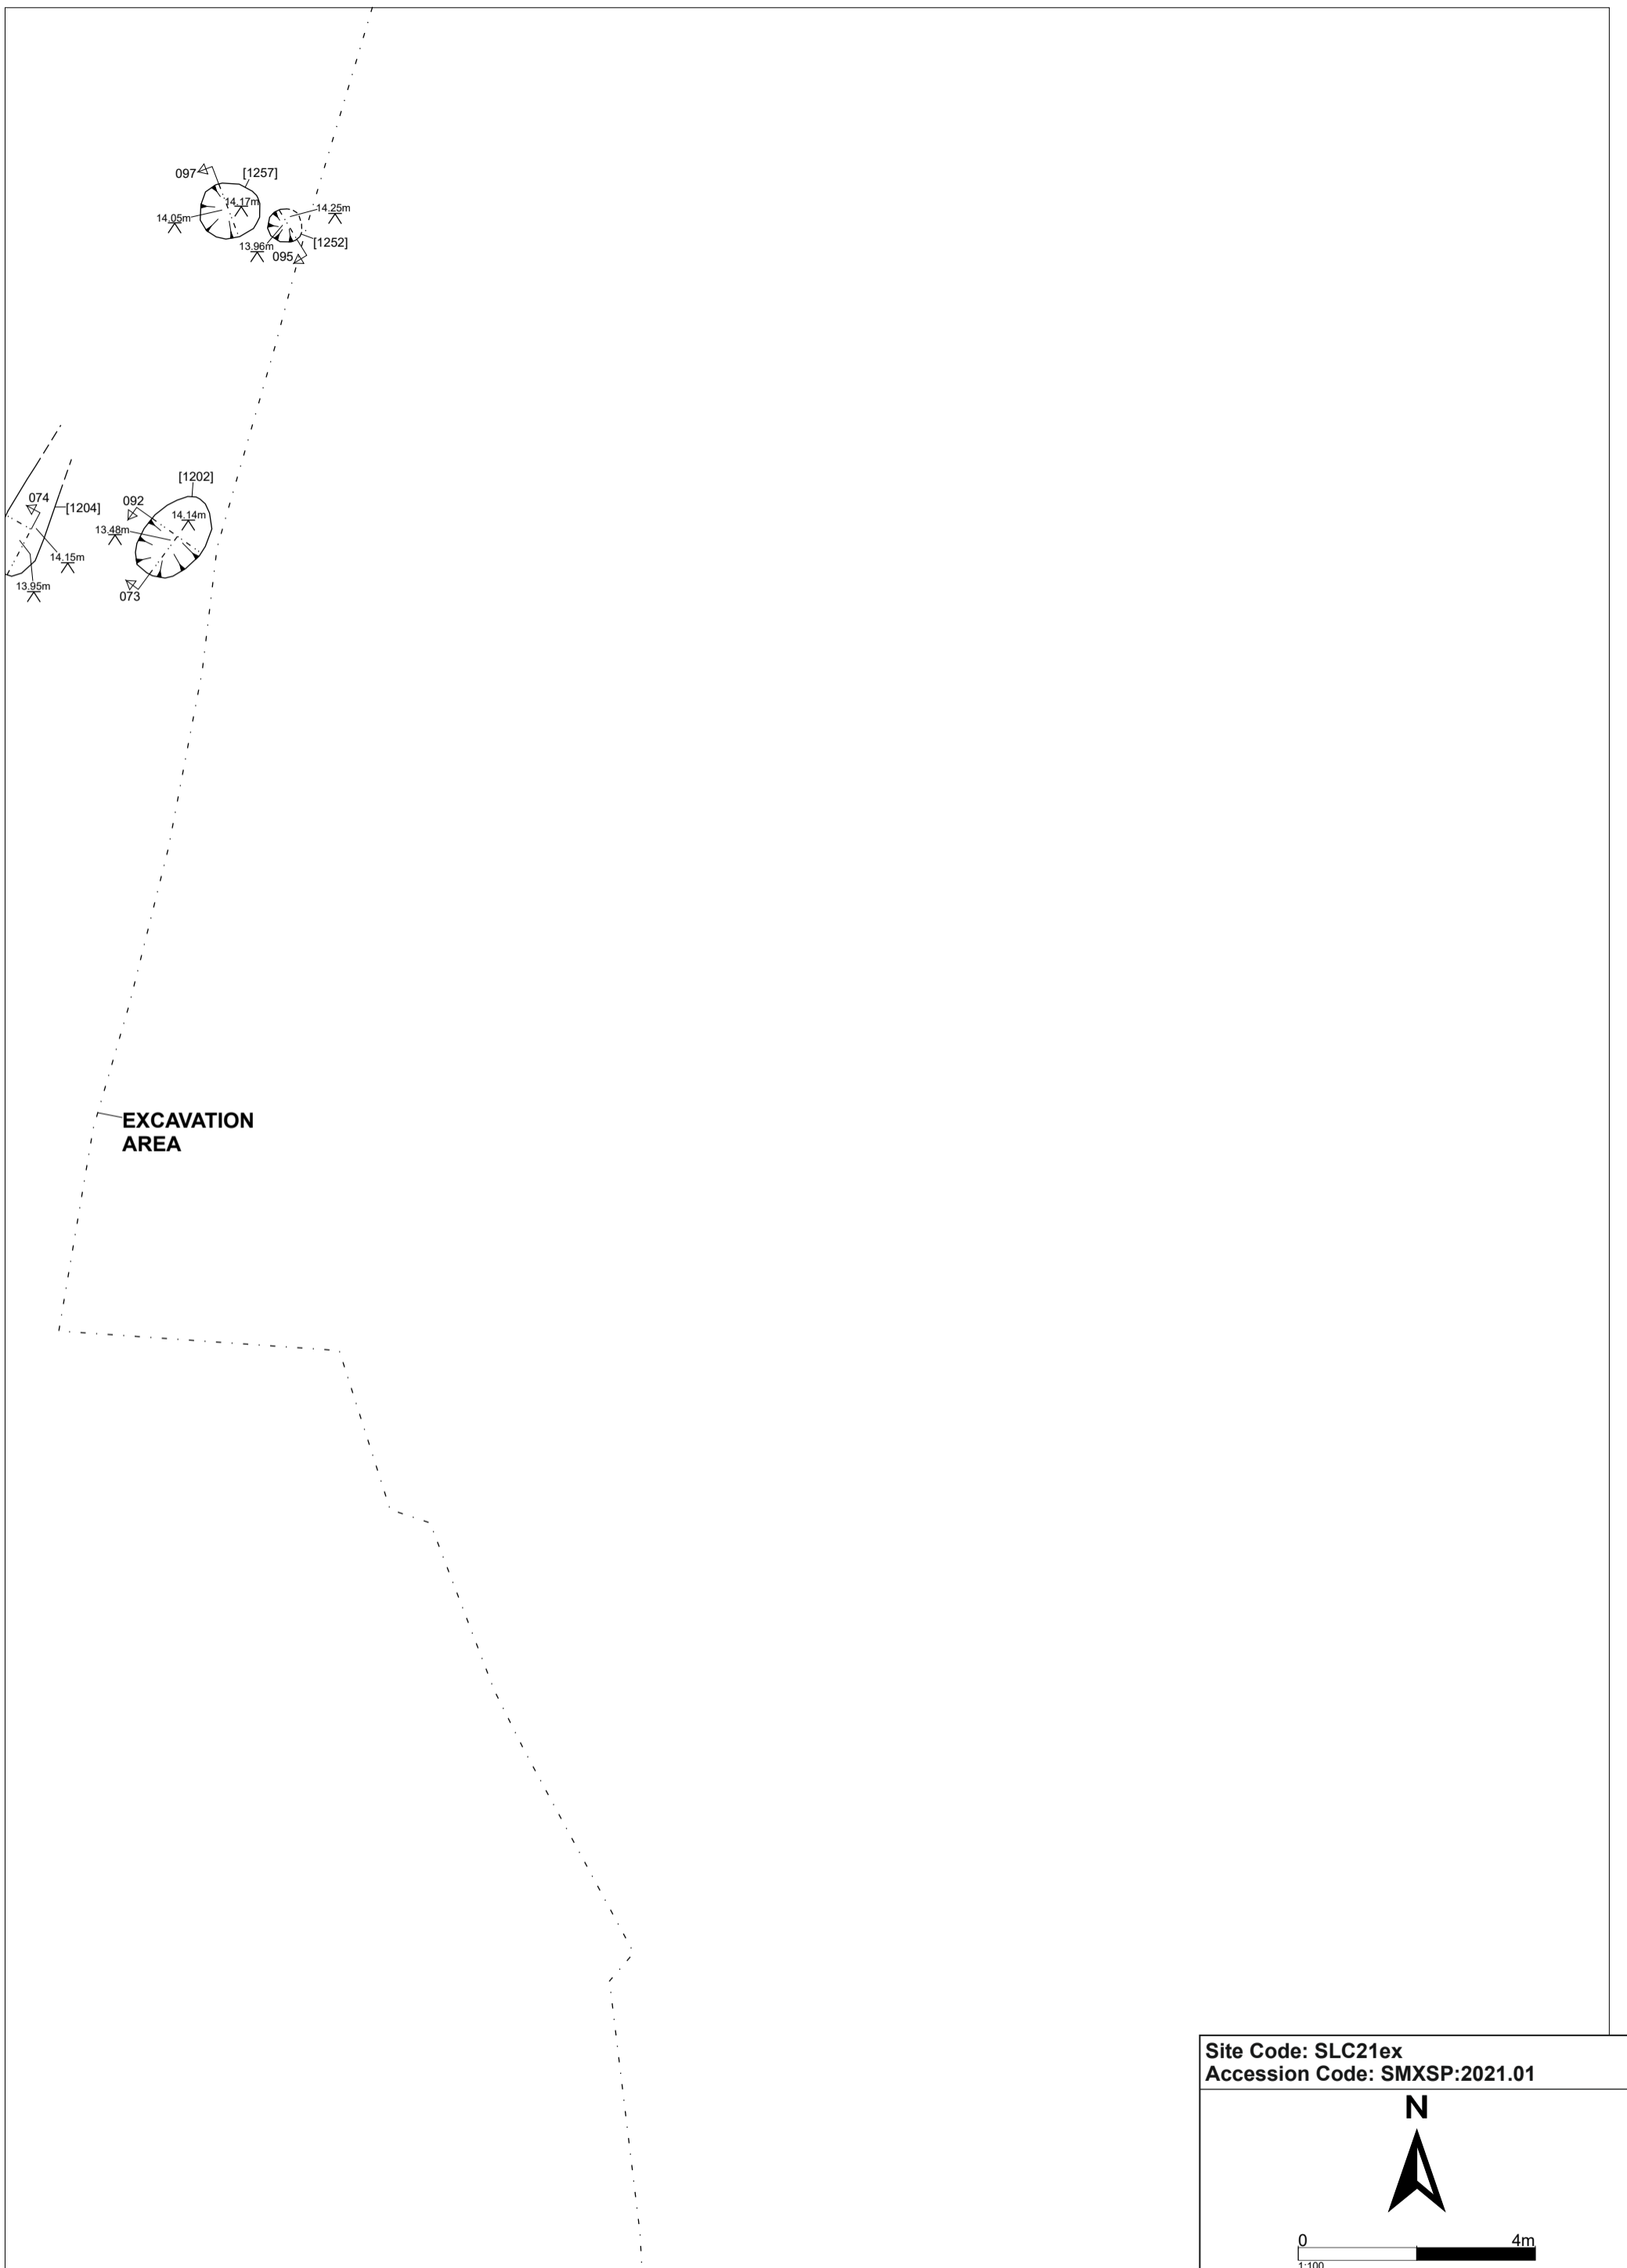 097
[1257]
14.17m
14.05m
14.25m
13.96m
[1252]
095
[1202]
074
092
[1204]
14.14m
13.48m
14.15m
13.95m
073
EXCAVATION
AREA
Site Code: SLC21ex
Accession Code: SMXSP:2021.01
N
0
4m
1:100